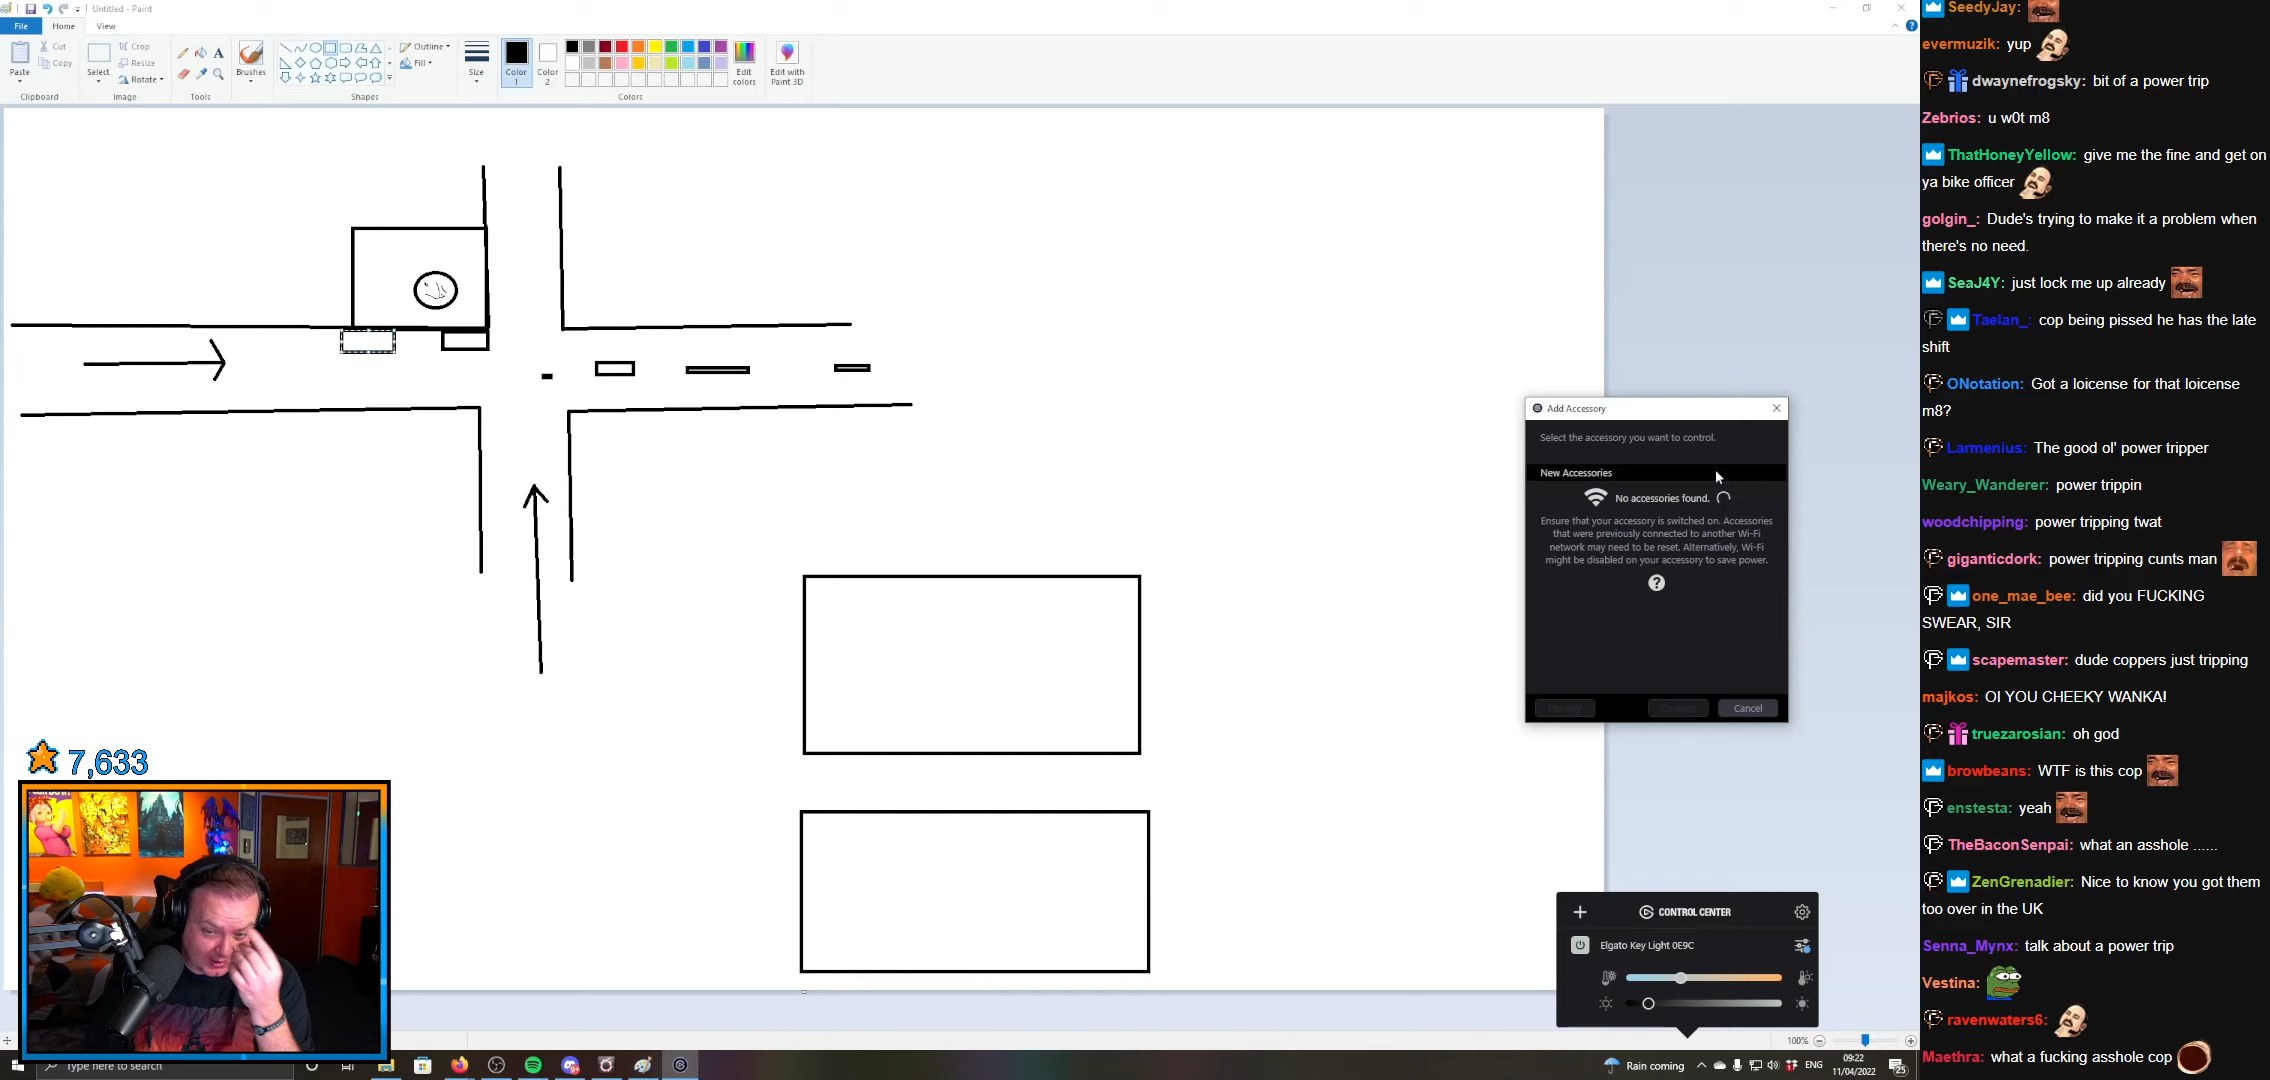 Untitled - Paint
File Home View
Paste
Cut
Copy
Clipboard
Select
Crop
Resize
Rotate
Image
A
Tools
Brushes
Outline
Fill
Shapes
Size
Color 1
Color 2
Edit colors
Colors
Edit with Paint 3D
Add Accessory
Select the accessory you want to control.
New Accessories
No accessories found.
Ensure that your accessory is switched on. Accessories
that were previously connected to another Wi-Fi
network may need to be reset. Alternatively, Wi-Fi
might be disabled on your accessory to save power.
?
Identify Connect Cancel
CONTROL CENTER
Elgato Key Light 0E9C
7,633
100%
Type here to search
Rain coming
ENG
09:22
11/04/2022
25
SeedyJay:
evermuzik: yup
dwaynefrogsky: bit of a power trip
Zebrios: u w0t m8
ThatHoneyYellow: give me the fine and get on
ya bike officer
golgin_: Dude's trying to make it a problem when
there's no need.
SeaJ4Y: just lock me up already
Taelan_: cop being pissed he has the late
shift
ONotation: Got a loicense for that loicense
m8?
Larmenius: The good ol' power tripper
Weary_Wanderer: power trippin
woodchipping: power tripping twat
giganticdork: power tripping cunts man
one_mae_bee: did you FUCKING
SWEAR, SIR
scapemaster: dude coppers just tripping
majkos: OI YOU CHEEKY WANKA!
truezarosian: oh god
browbeans: WTF is this cop
enstesta: yeah
TheBaconSenpai: what an asshole ......
ZenGrenadier: Nice to know you got them
too over in the UK
Senna_Mynx: talk about a power trip
Vestina:
ravenwaters6:
Maethra: what a fucking asshole cop